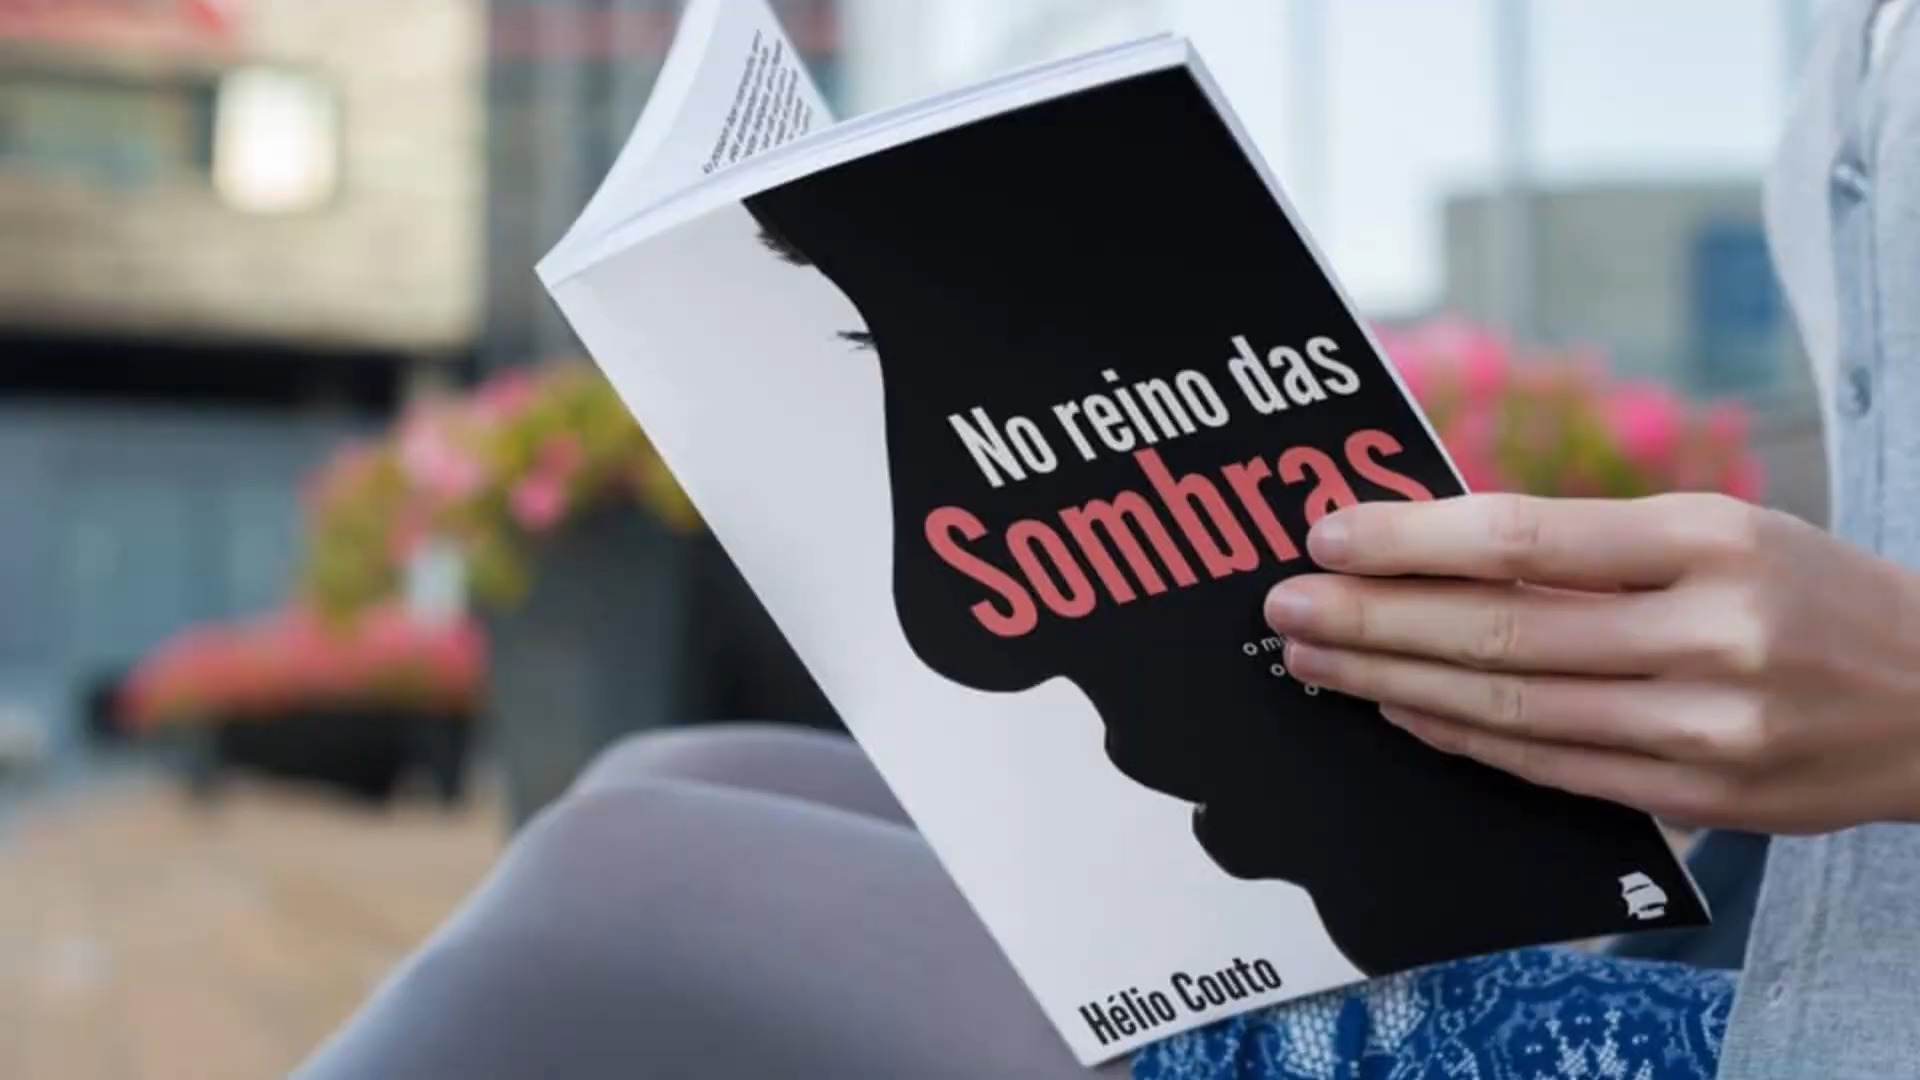 No reino das
Sombras
o
o
o
Hélio Couto